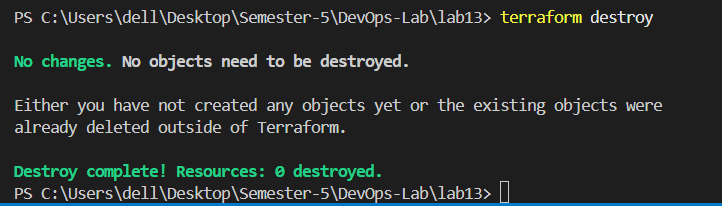 PS C:\Users\dell\Desktop\Semester-5\DevOps-Lab\lab13> terraform destroy
No changes. No objects need to be destroyed.
Either you have not created any objects yet or the existing objects were
already deleted outside of Terraform.
Destroy complete! Resources: 0 destroyed.
PS C:\Users\dell\Desktop\Semester-5\DevOps-Lab\lab13>